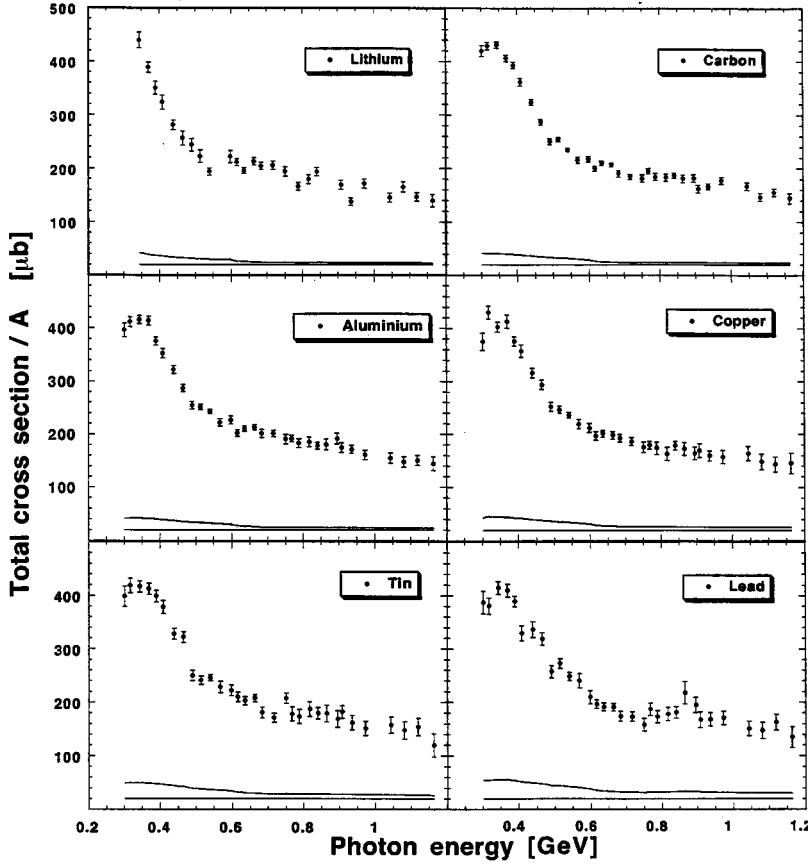 500
400
300
200
100
Lithium
Carbon
400
300
200
100
Aluminium
Copper
400
300
200
100
Tin
Lead
0.2
0.4
0.6
0.8
1
0.4
0.6
0.8
1
1.2
Total cross section / A [μb]
Photon energy [GeV]